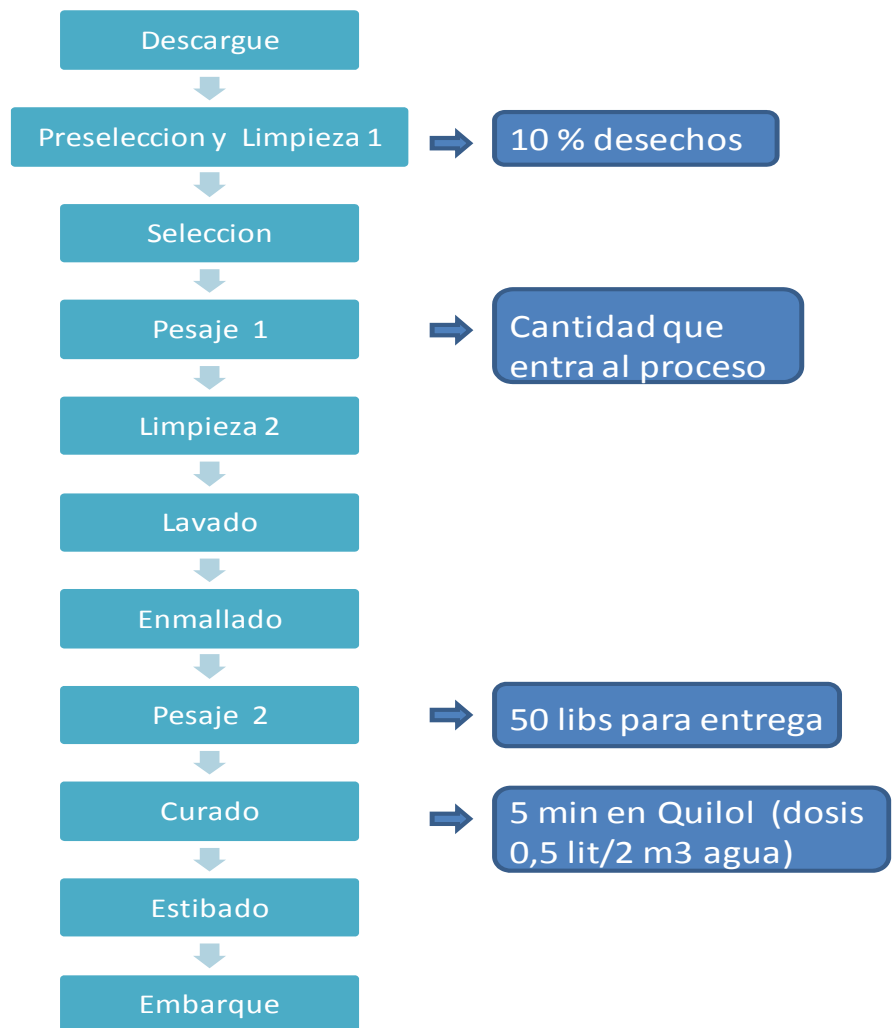 Descargue
Preseleccion y Limpieza 1
10 % desechos
Seleccion
Pesaje 1
Cantidad que
entra al proceso
Limpieza 2
Lavado
Enmallado
Pesaje 2
50 libs para entrega
Curado
5 min en Quilol (dosis
0,5 lit/2 m3 agua)
Estibado
Embarque